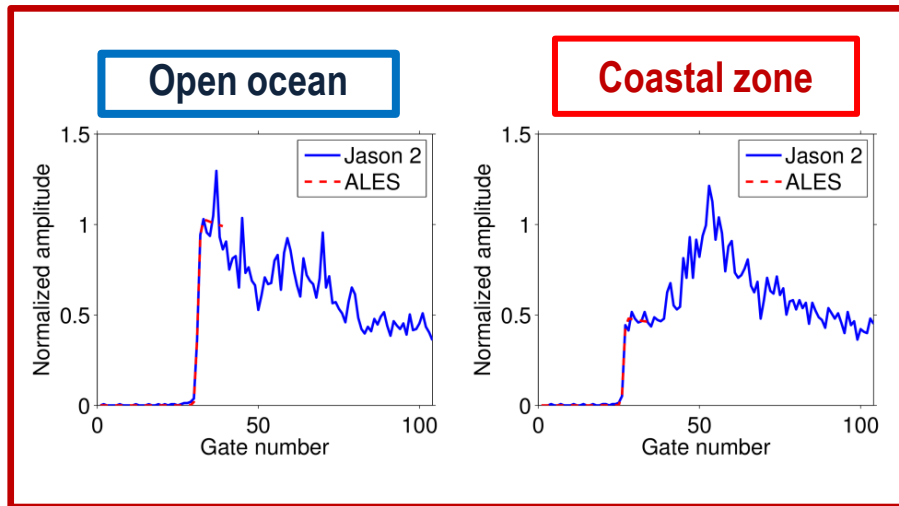 Open ocean
Coastal zone
1.5
1
0.5
0
0
50
100
Normalized amplitude
Gate number
Jason 2
ALES
1.5
1
0.5
0
0
50
100
Normalized amplitude
Gate number
Jason 2
ALES